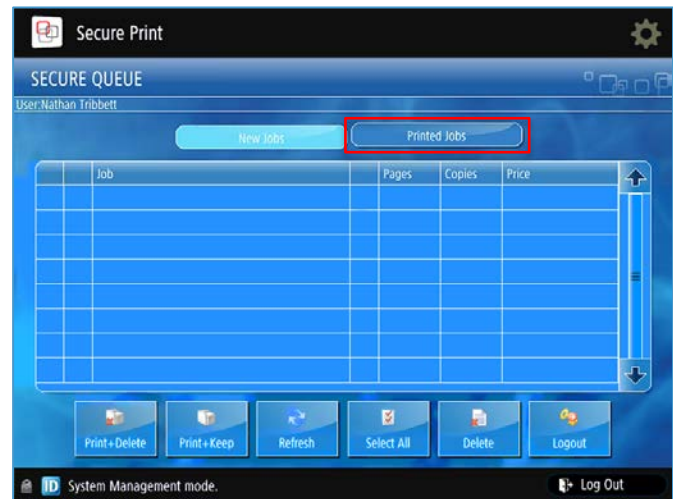 Secure Print
SECURE QUEUE
User:Nathan Tribbett
New Jobs Printed Jobs
Job Pages Copies Price
Print+Delete Print+Keep Refresh Select All Delete Logout
ID System Management mode. Log Out